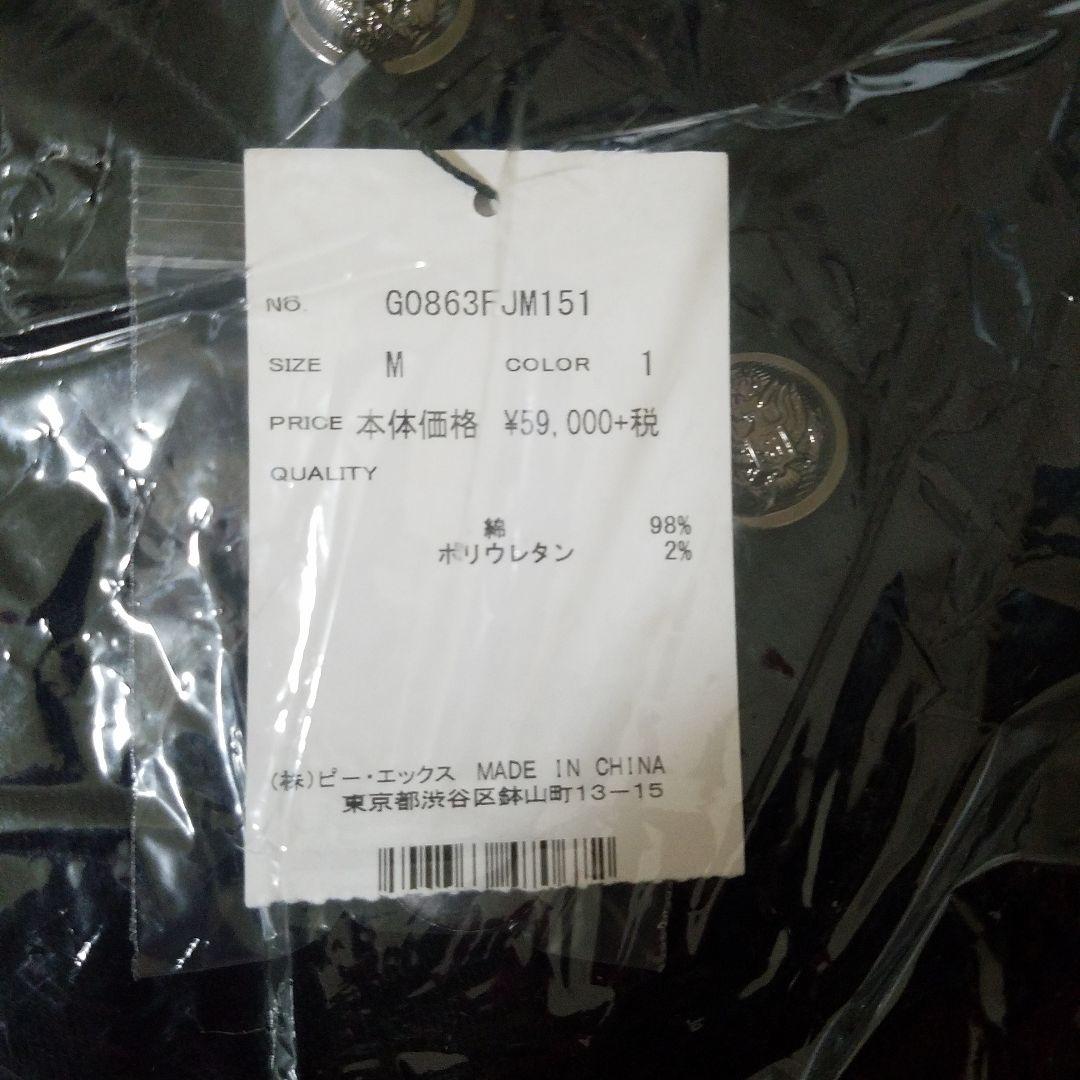 No. G0863FJM151
SIZE M COLOR 1
PRICE 本体価格 ¥59,000+税
QUALITY
綿 98%
ポリウレタン 2%
(株)ピー・エックス MADE IN CHINA
東京都渋谷区鉢山町13-15